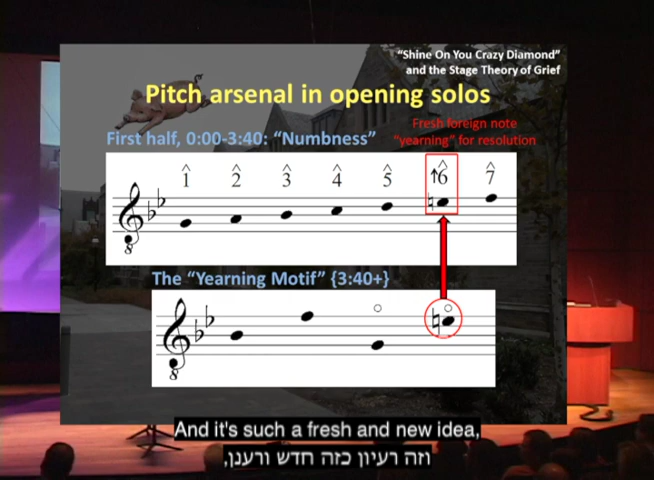 "Shine On You Crazy Diamond"
and the Stage Theory of Grief
Pitch arsenal in opening solos
First half, 0:00-3:40: "Numbness"
Fresh foreign note
"yearning" for resolution
^1 ^2 ^3 ^4 ^5 ↑^6 ^7
8
The "Yearning Motif" {3:40+}
8
And it's such a fresh and new idea,
וזה רעיון כזה חדש ורענן,